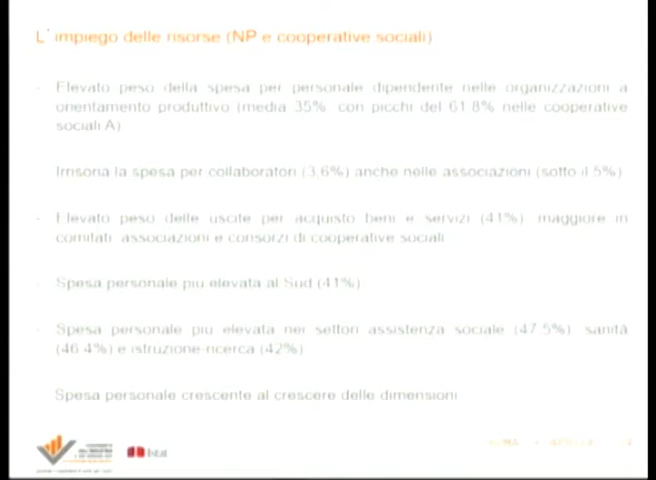 L'impiego delle risorse (NP e cooperative sociali)
- Elevato peso della spesa per personale dipendente nelle organizzazioni a
orientamento produttivo (media 35% con picchi del 61.8% nelle cooperative
sociali A)
Irrisoria la spesa per collaboratori (3,6%) anche nelle associazioni (sotto il 5%)
- Elevato peso delle uscite per acquisto beni e servizi (41%) maggiore in
comitati associazioni e consorzi di cooperative sociali
- Spesa personale più elevata al Sud (41%)
- Spesa personale più elevata nei settori assistenza sociale (47.5%) sanità
(46.4%) e istruzione-ricerca (42%)
Spesa personale crescente al crescere delle dimensioni
Istat